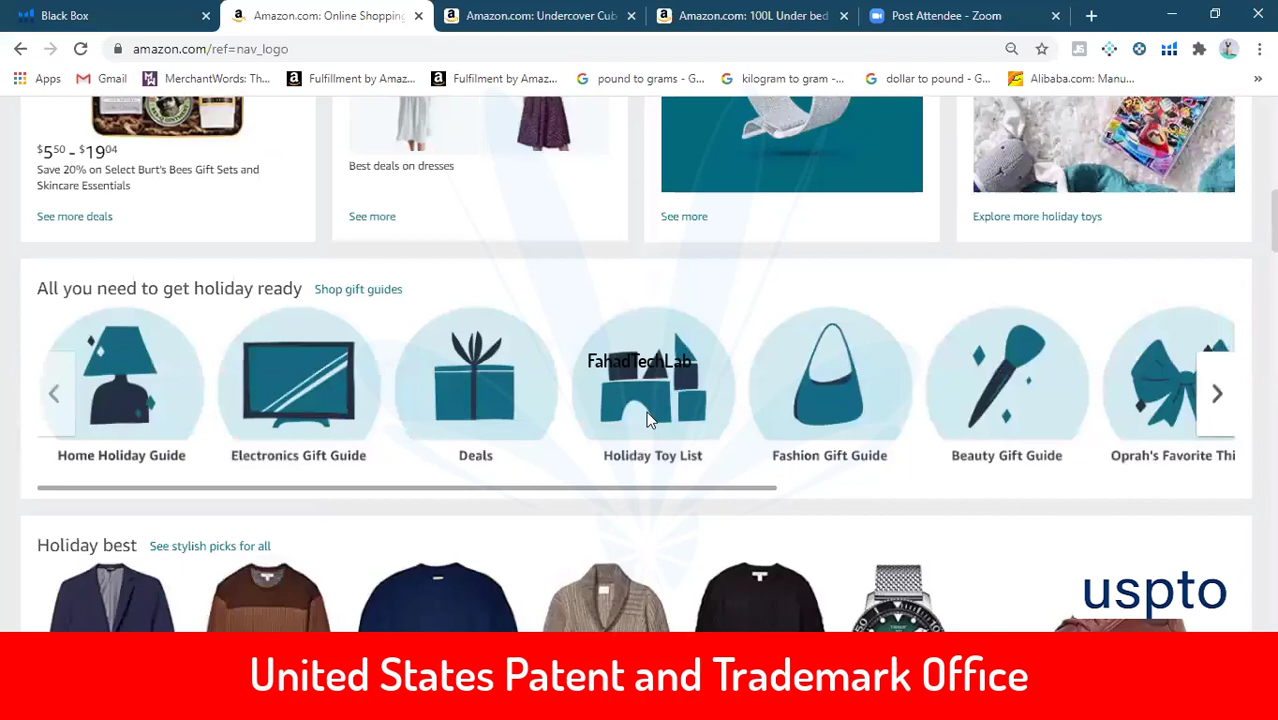 Black Box
Amazon.com: Online Shopping
Amazon.com: Undercover Cub
Amazon.com: 100L Under bed
Post Attendee - Zoom
amazon.com/ref=nav_logo
Apps
Gmail
MerchantWords: Th...
Fulfillment by Amaz...
Fulfilment by Amaz...
pound to grams - G...
kilogram to gram -...
dollar to pound - G...
Alibaba.com: Manu...
»
$5.50 - $19.04
Save 20% on Select Burt's Bees Gift Sets and
Skincare Essentials
See more deals
Best deals on dresses
See more
See more
Explore more holiday toys
All you need to get holiday ready
Shop gift guides
FahadTechLab
Home Holiday Guide
Electronics Gift Guide
Deals
Holiday Toy List
Fashion Gift Guide
Beauty Gift Guide
Oprah's Favorite Thi
Holiday best
See stylish picks for all
uspto
United States Patent and Trademark Office